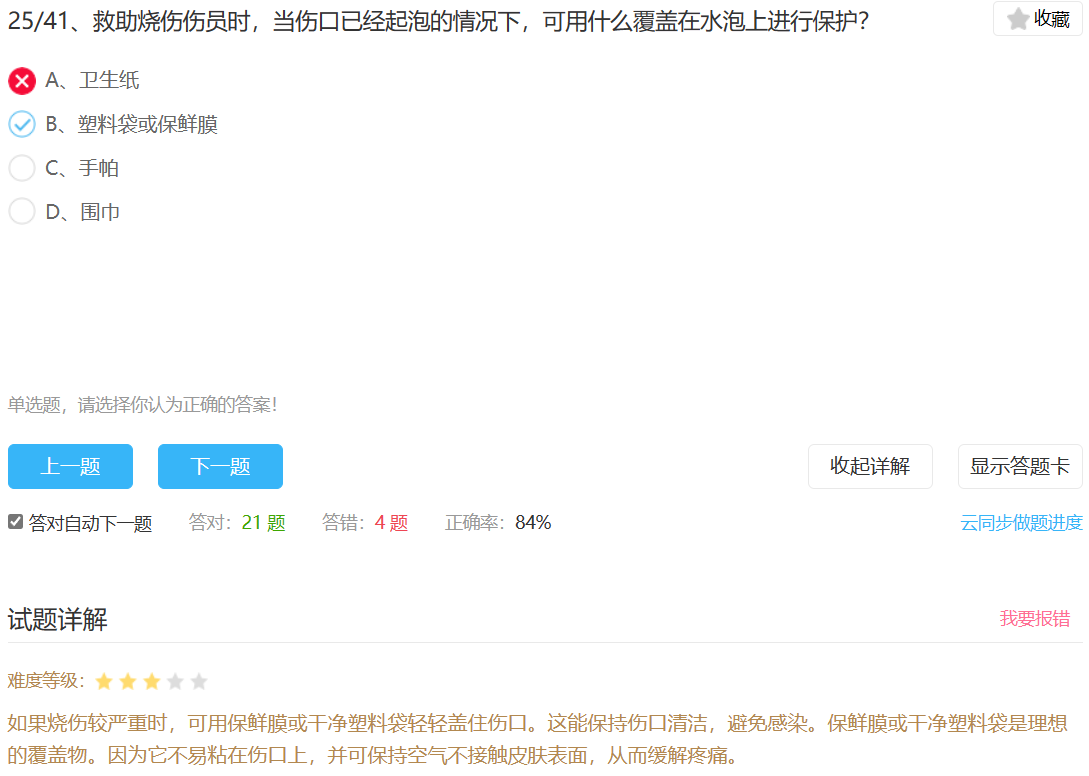 25/41、救助烧伤伤员时，当伤口已经起泡的情况下，可用什么覆盖在水泡上进行保护？
收藏
A、卫生纸
B、塑料袋或保鲜膜
C、手帕
D、围巾
单选题，请选择你认为正确的答案！
上一题 下一题 收起详解 显示答题卡
答对自动下一题 答对：21 题 答错：4 题 正确率：84% 云同步做题进度
试题详解 我要报错
难度等级：
如果烧伤较严重时，可用保鲜膜或干净塑料袋轻轻盖住伤口。这能保持伤口清洁，避免感染。保鲜膜或干净塑料袋是理想
的覆盖物。因为它不易粘在伤口上，并可保持空气不接触皮肤表面，从而缓解疼痛。